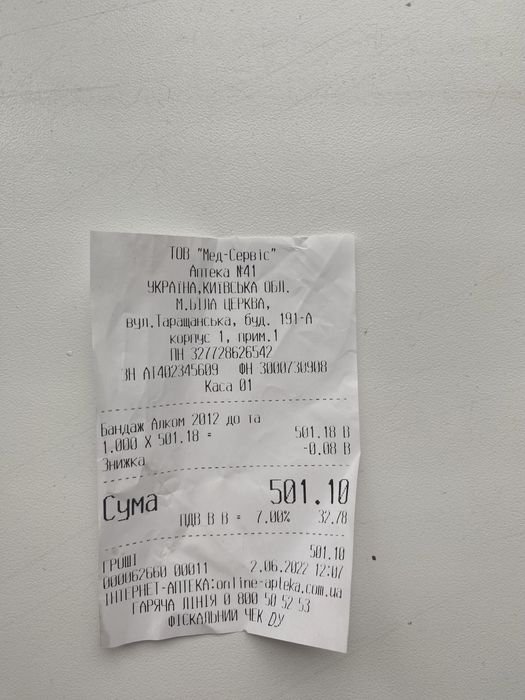 ТОВ "Мед-Сервіс"
Аптека №41
УКРАЇНА,КИЇВСЬКА ОБЛ.
М.БІЛА ЦЕРКВА,
вул.Таращанська, буд. 191-А
корпус 1, прим.1
ПН 327728626542
ЗН АІ402345609 ФН 3000730908
Каса 01
Бандаж Алком 2012 до та
1.000 X 501.18 = 501.18 В
Знижка -0.08 В
Сума 501.10
ПДВ В В = 7.00% 32.78
ГРОШІ 501.10
000062660 00011 2.06.2022 12:07
ІНТЕРНЕТ-АПТЕКА:online-apteka.com.ua
ГАРЯЧА ЛІНІЯ 0 800 50 52 53
ФІСКАЛЬНИЙ ЧЕК